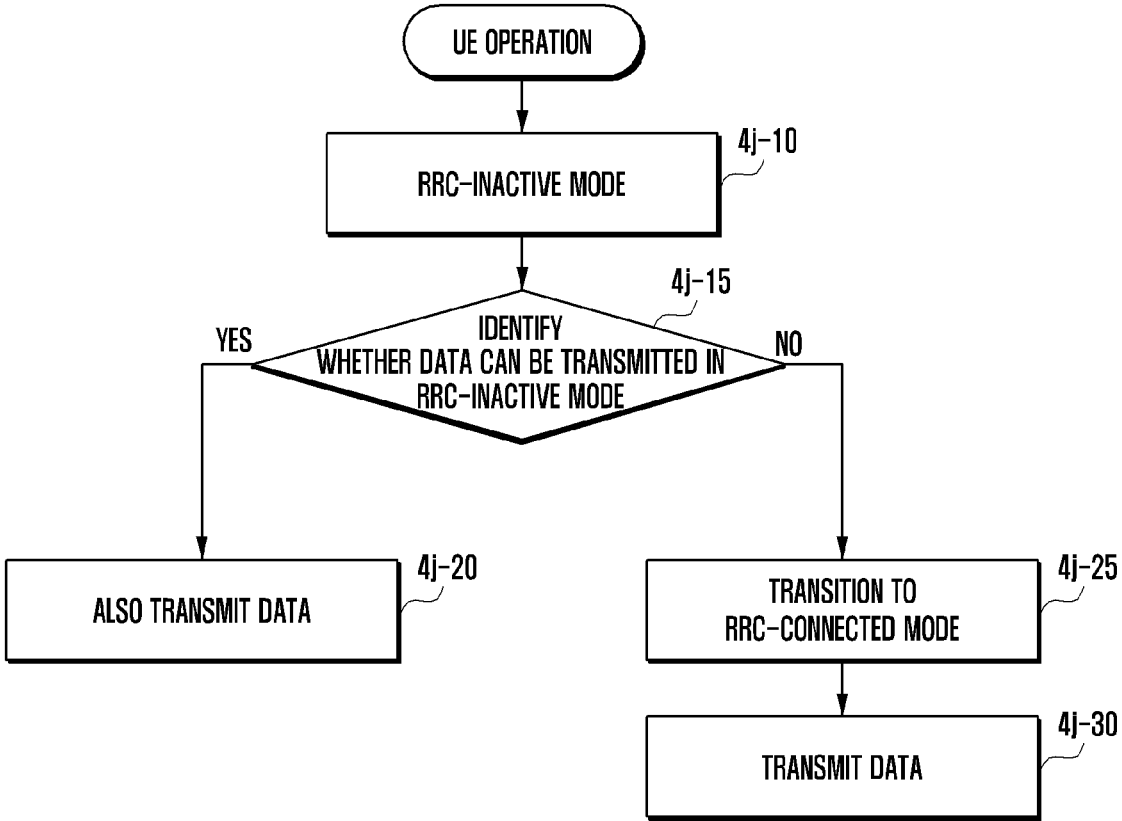 UE OPERATION
4j-10
RRC-INACTIVE MODE
4j-15
IDENTIFY
WHETHER DATA CAN BE TRANSMITTED IN
RRC-INACTIVE MODE
YES
NO
4j-20
ALSO TRANSMIT DATA
4j-25
TRANSITION TO
RRC-CONNECTED MODE
4j-30
TRANSMIT DATA